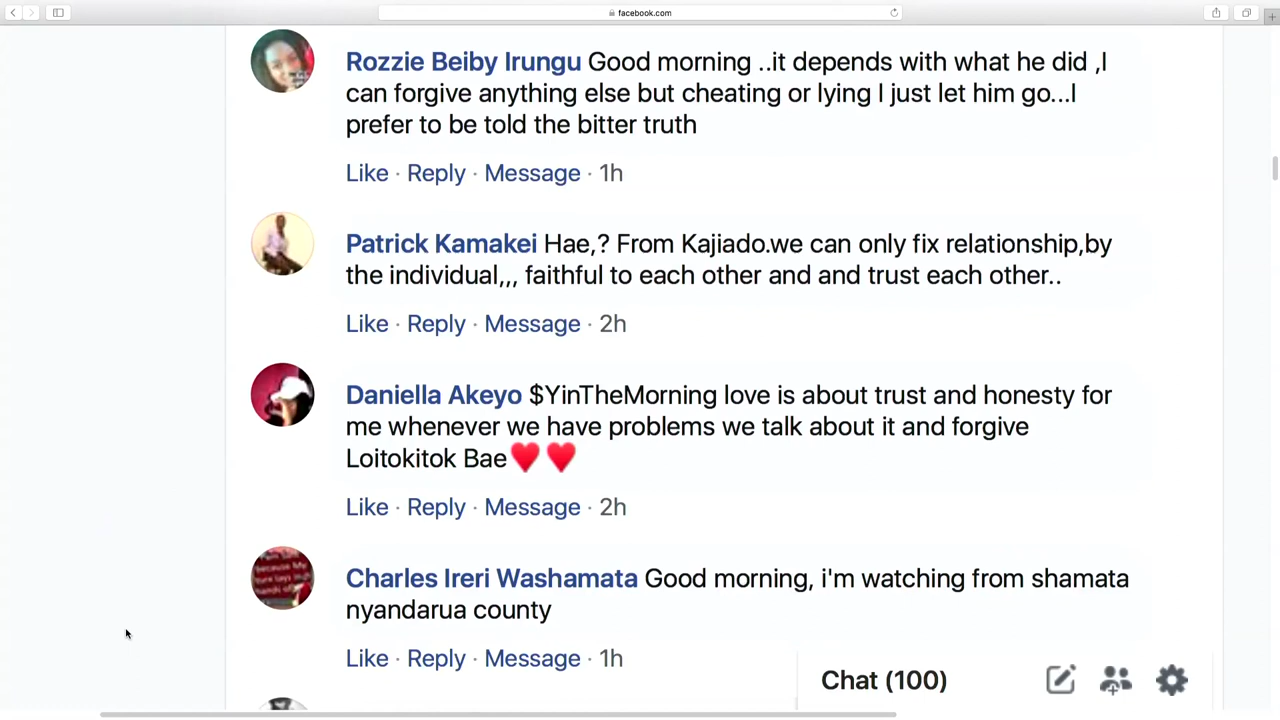 facebook.com
Rozzie Beiby Irungu Good morning ..it depends with what he did ,I
can forgive anything else but cheating or lying I just let him go...I
prefer to be told the bitter truth
Like · Reply · Message · 1h
Patrick Kamakei Hae,? From Kajiado.we can only fix relationship,by
the individual,,, faithful to each other and and trust each other..
Like · Reply · Message · 2h
Daniella Akeyo $YinTheMorning love is about trust and honesty for
me whenever we have problems we talk about it and forgive
Loitokitok Bae♥️♥️
Like · Reply · Message · 2h
Charles Ireri Washamata Good morning, i'm watching from shamata
nyandarua county
Like · Reply · Message · 1h
Chat (100)